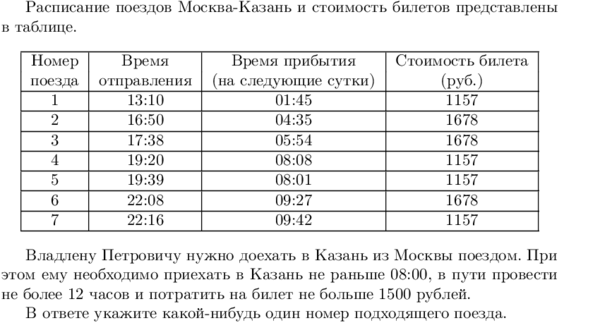 Расписание поездов Москва-Казань и стоимость билетов представлены
в таблице.
Номер Время Время прибытия Стоимость билета
поезда отправления (на следующие сутки) (руб.)
1 13:10 01:45 1157
2 16:50 04:35 1678
3 17:38 05:54 1678
4 19:20 08:08 1157
5 19:39 08:01 1157
6 22:08 09:27 1678
7 22:16 09:42 1157
Владлену Петровичу нужно доехать в Казань из Москвы поездом. При
этом ему необходимо приехать в Казань не раньше 08:00, в пути провести
не более 12 часов и потратить на билет не больше 1500 рублей.
В ответе укажите какой-нибудь один номер подходящего поезда.